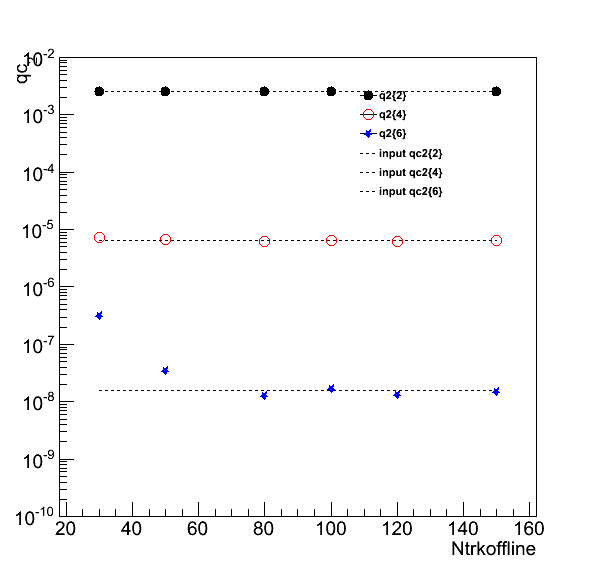 qc2
10^-2
10^-3
10^-4
10^-5
10^-6
10^-7
10^-8
10^-9
10^-10
q2{2}
q2{4}
q2{6}
input qc2{2}
input qc2{4}
input qc2{6}
20 40 60 80 100 120 140 160
Ntrkoffline